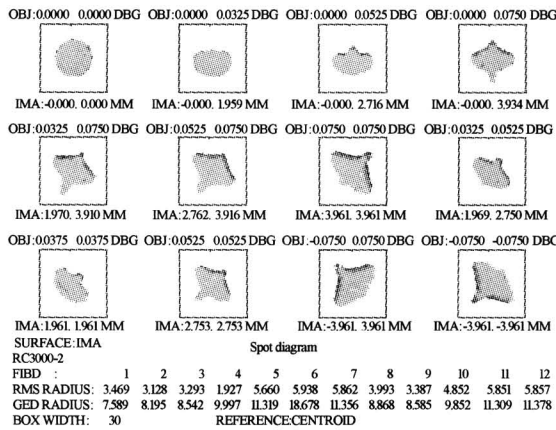 OBJ:0.0000 0.0000 DBG OBJ:0.0000 0.0325 DBG OBJ:0.0000 0.0525 DBG OBJ:0.0000 0.0750 DBG
IMA:-0.000. 0.000 MM IMA:-0.000. 1.959 MM IMA:-0.000. 2.716 MM IMA:-0.000. 3.934 MM
OBJ:0.0325 0.0750 DBG OBJ:0.0525 0.0750 DBG OBJ:-0.0750 0.0750 DBG OBJ:0.0325 0.0525 DBG
IMA:1.970. 3.910 MM IMA:2.762. 3.916 MM IMA:3.961. 3.961 MM IMA:1.969. 2.750 MM
OBJ:0.0375 0.0375 DBG OBJ:0.0525 0.0525 DBG OBJ:-0.0750 0.0750 DBG OBJ:-0.0750 -0.0750 DBG
IMA:1.961. 1.961 MM IMA:2.753. 2.753 MM IMA:-3.961. 3.961 MM IMA:-3.961. -3.961 MM
SURFACE:IMA
Spot diagram
RC3000-2
FIBD : 1 2 3 4 5 6 7 8 9 10 11 12
RMS RADIUS: 3.469 3.128 3.293 1.927 5.660 5.938 5.862 3.993 3.387 4.852 5.851 5.857
GED RADIUS: 7.589 8.195 8.542 9.997 11.319 18.678 11.356 8.868 8.585 9.852 11.309 11.378
BOX WIDTH: 30 REFERENCE:CENTROID